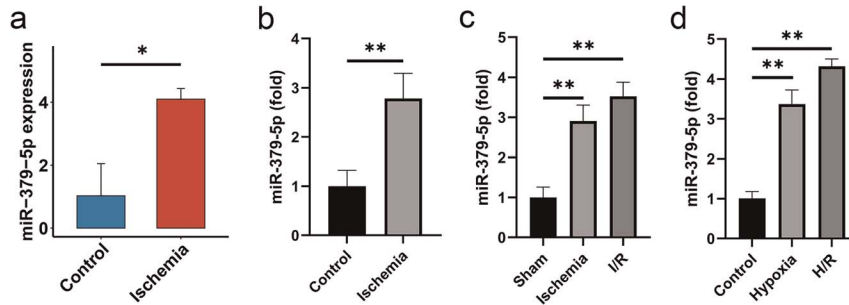 a
*
miR−379−5p expression
4
2
0
Control
Ischemia
b
**
miR-379-5p (fold)
4
3
2
1
0
Control
Ischemia
c
**
**
miR-379-5p (fold)
5
4
3
2
1
0
Sham
Ischemia
I/R
d
**
**
miR-379-5p (fold)
5
4
3
2
1
0
Control
Hypoxia
H/R